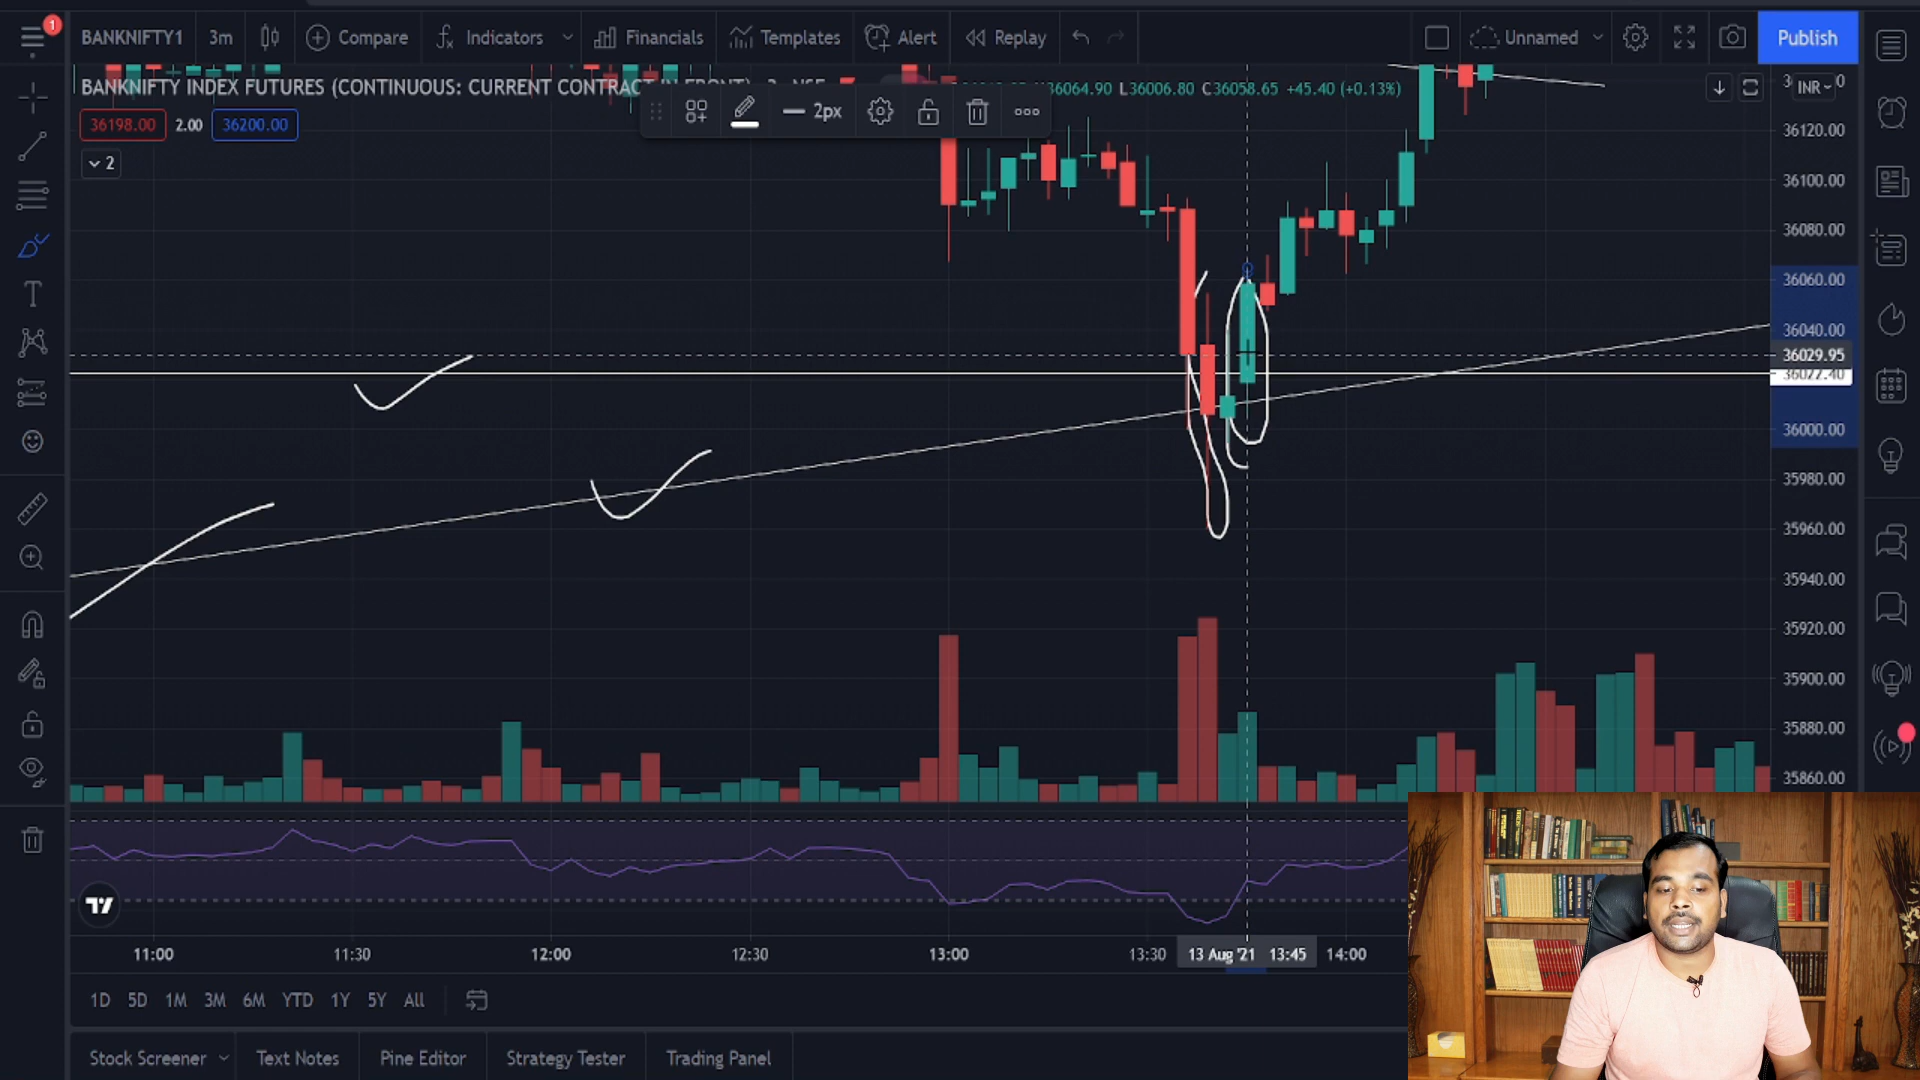 1
BANKNIFTY1 3m Compare Indicators Financials Templates Alert Replay Unnamed Publish
BANKNIFTY INDEX FUTURES (CONTINUOUS: CURRENT CONTRACT IN FRONT)
36064.90 L36006.80 C36058.65 +45.40 (+0.13%)
INR
36198.00 2.00 36200.00
2px
2
36120.00
36100.00
36080.00
36060.00
36040.00
36029.95
36022.40
36000.00
35980.00
35960.00
35940.00
35920.00
35900.00
35880.00
35860.00
11:00 11:30 12:00 12:30 13:00 13:30 13 Aug '21 13:45 14:00
1D 5D 1M 3M 6M YTD 1Y 5Y All
Stock Screener Text Notes Pine Editor Strategy Tester Trading Panel